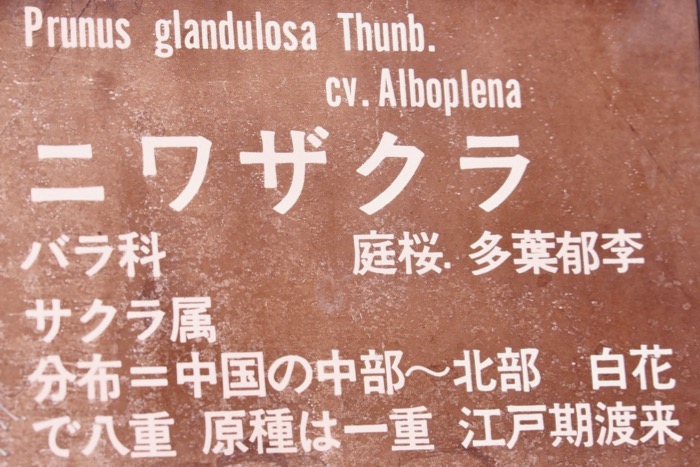 Prunus glandulosa Thunb.
cv. Alboplena
ニワザクラ
バラ科 庭桜. 多葉郁李
サクラ属
分布=中国の中部～北部 白花
で八重 原種は一重 江戸期渡来